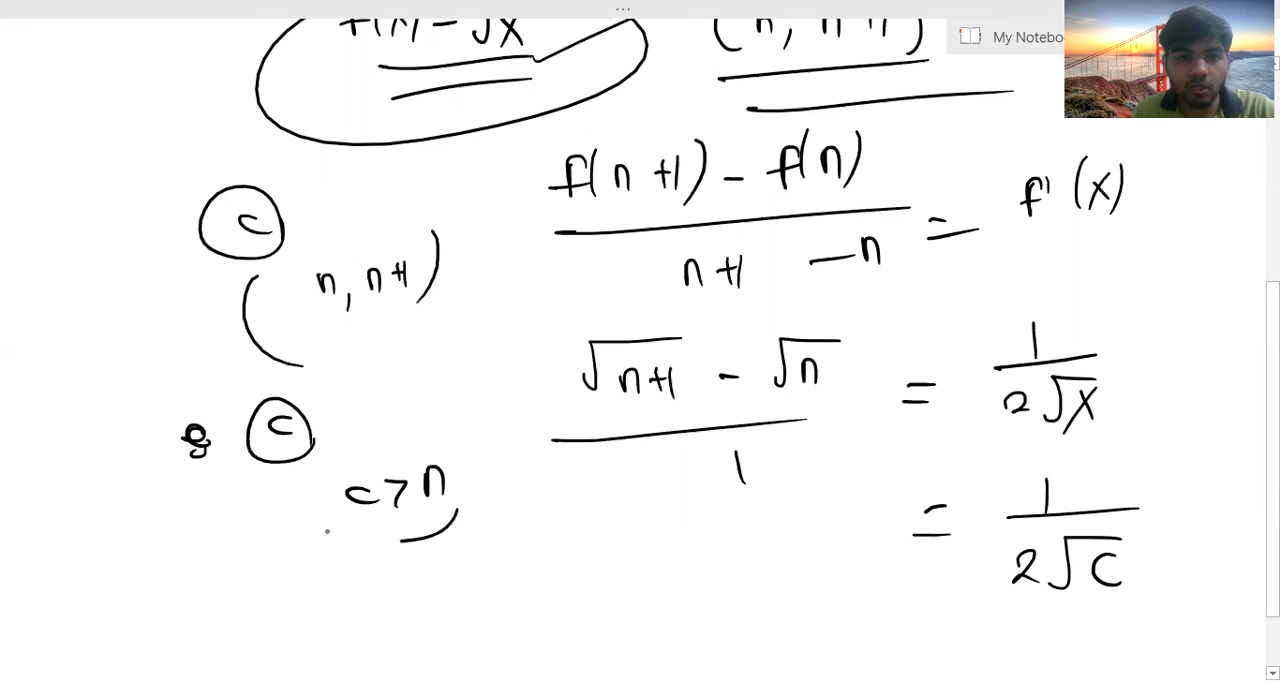 f(x) = √x (n, n+1)
My Notebo
f(n+1) - f(n) / n+1 - n = f'(x)
c
(n, n+1)
√n+1 - √n / 1 = 1 / 2√x
c
c > n
= 1 / 2√c